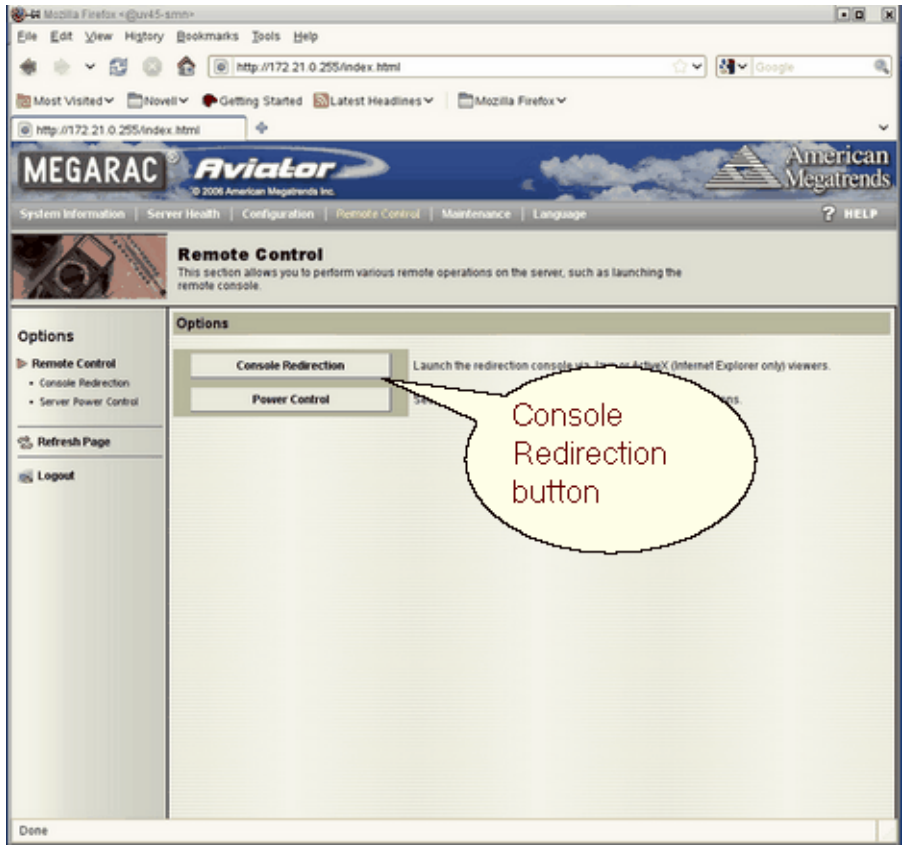 Mozilla Firefox <@uv45-smn>
File Edit View History Bookmarks Tools Help
http://172.21.0.255/index.html
Google
Most Visited Novell Getting Started Latest Headlines Mozilla Firefox
http://172.21.0.255/index.html
MEGARAC® Aviator
© 2006 American Megatrends Inc.
American
Megatrends
System Information | Server Health | Configuration | Remote Control | Maintenance | Language
? HELP
Remote Control
This section allows you to perform various remote operations on the server, such as launching the
remote console.
Options
Remote Control
• Console Redirection
• Server Power Control
Refresh Page
Logout
Options
Console Redirection
Launch the redirection console via Java or ActiveX (Internet Explorer only) viewers.
Power Control
Console
Redirection
button
Done